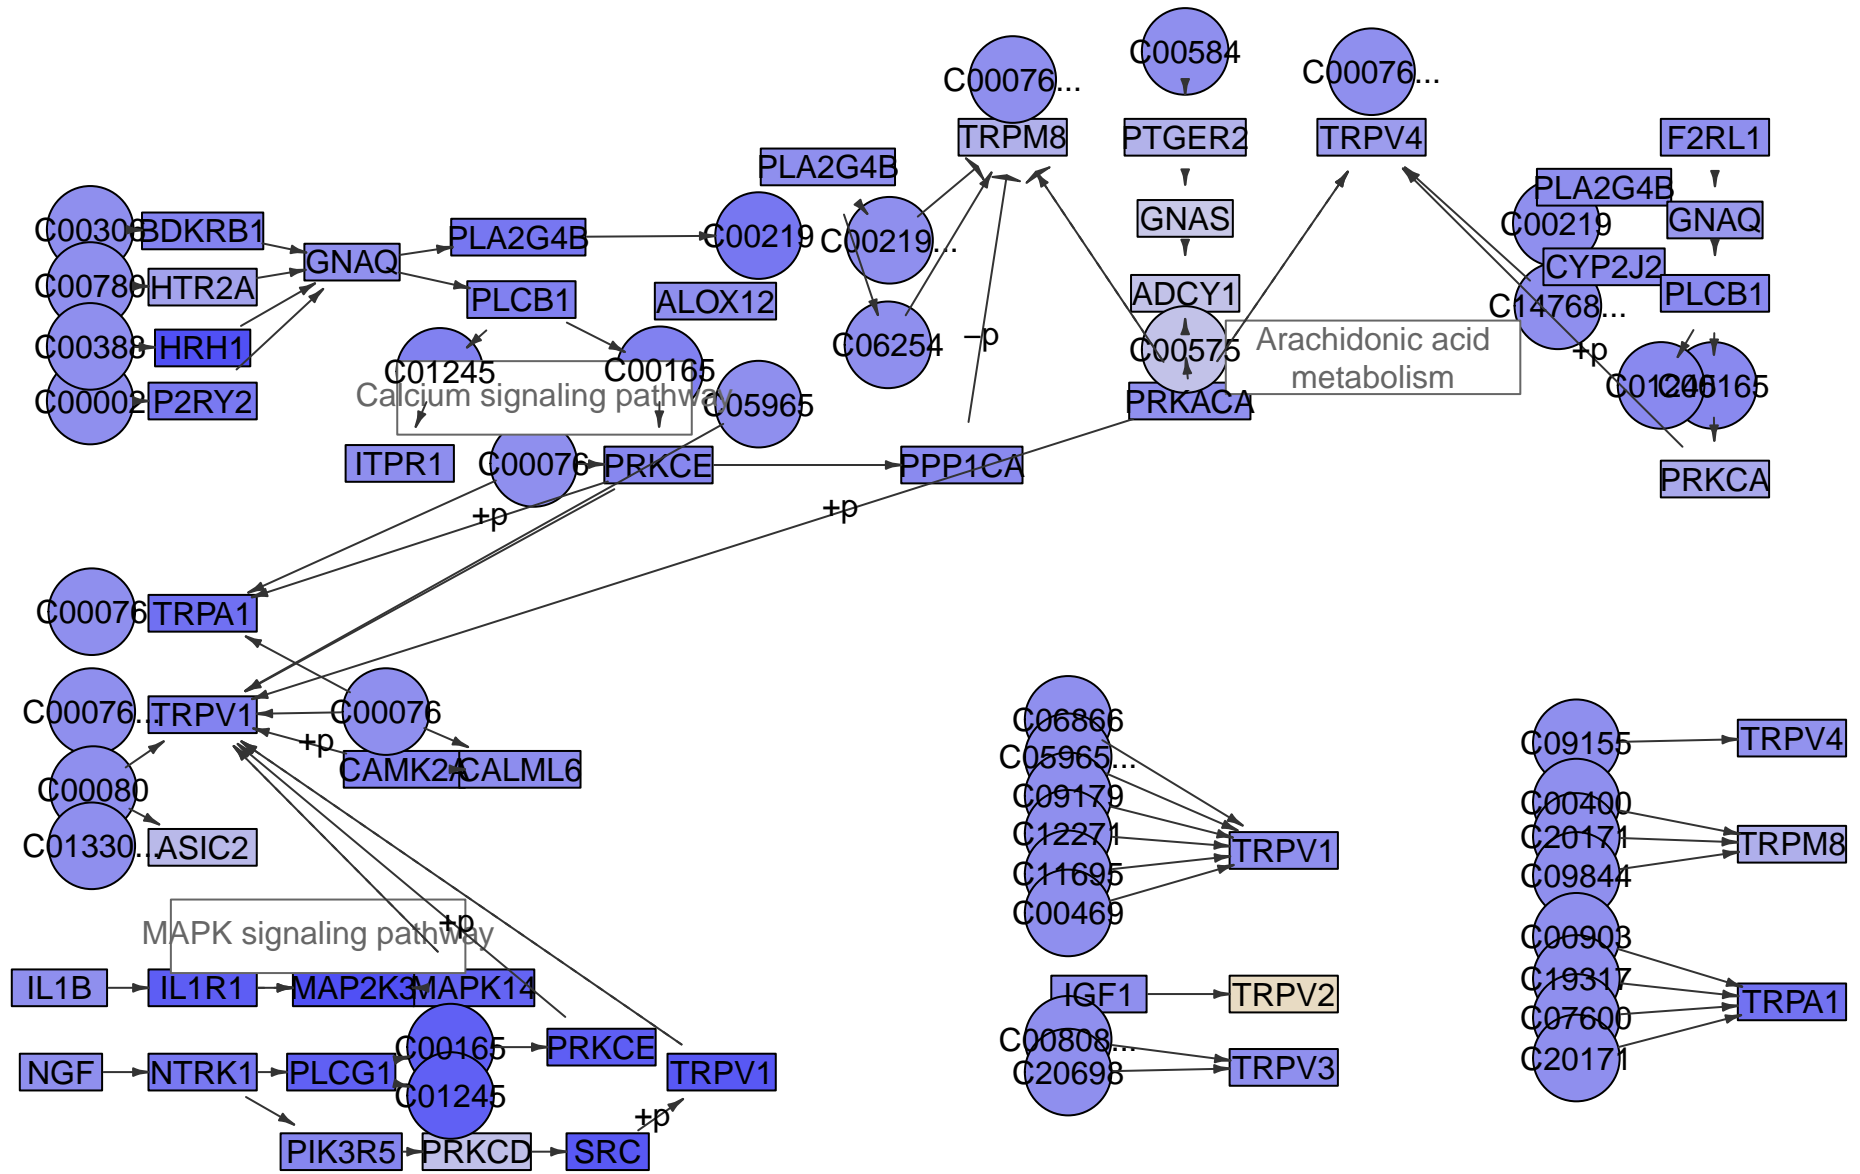 C00584
C00076...
C00076...
TRPM8
PTGER2
TRPV4
F2RL1
PLA2G4B
PLA2G4B
C00219
GNAS
GNAQ
BDKRB1
PLA2G4B
C00219
C00219...
GNAQ
CYP2J2
C00780
HTR2A
PLCB1
ALOX12
ADCY1
PLCB1
C14768...
C00388
HRH1
C06254
–p
C00575
Arachidonic acid
metabolism
+p
C01245
C00165
Calcium signaling pathway
C00002
P2RY2
C05965
PRKACA
C00165
ITPR1
C00076
PRKCE
PPP1CA
PRKCA
+p
+p
C00076
TRPA1
C00076...
TRPV1
C00076
+p
CAMK2A
CALML6
C00080
C01330...
ASIC2
C06866
C05965...
C09179
C12271
C11695
C00469
TRPV1
C09155
TRPV4
C00400
C20171
C09844
TRPM8
MAPK signaling pathway
+p
IL1B
IL1R1
MAP2K3
MAPK14
C00165
PRKCE
NGF
NTRK1
PLCG1
C01245
TRPV1
+p
PIK3R5
PRKCD
SRC
IGF1
TRPV2
C00808...
C20698
TRPV3
C00903
C19317
C07600
C20171
TRPA1